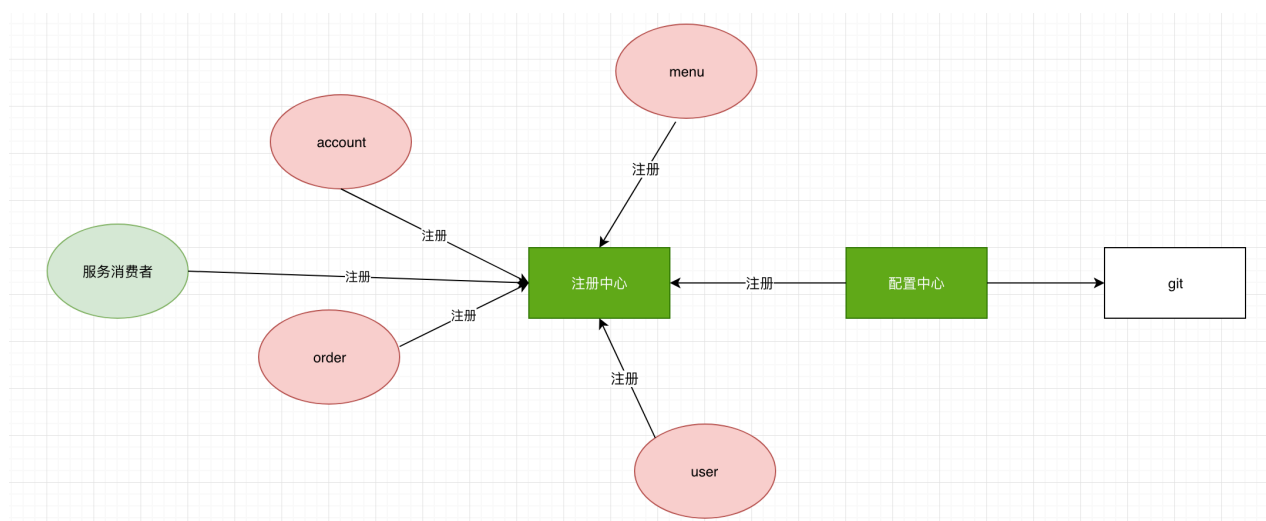 menu
account
注册
注册
服务消费者
注册
注册中心
注册
配置中心
git
注册
order
注册
user